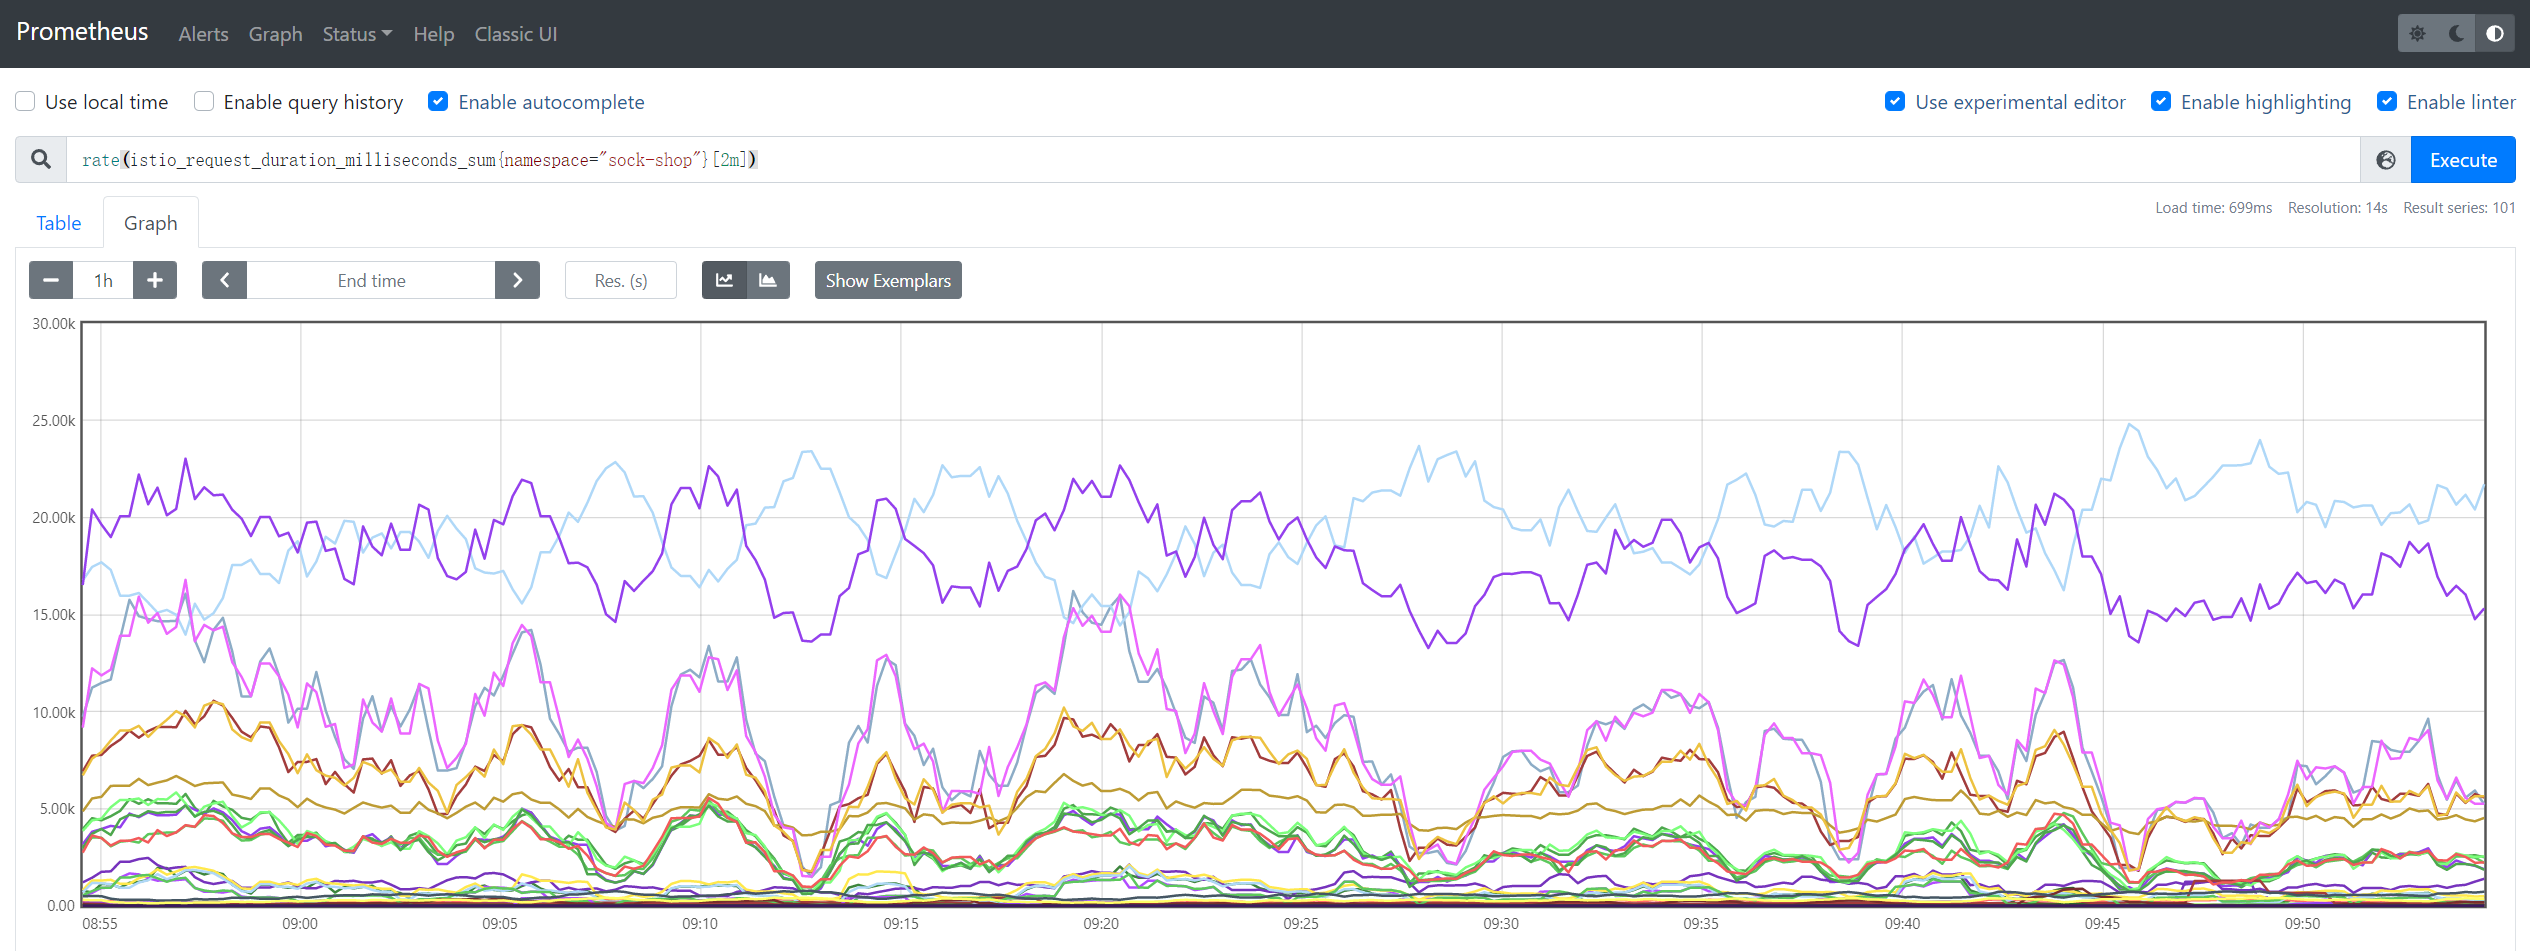 Prometheus Alerts Graph Status Help Classic UI
Use local time Enable query history Enable autocomplete Use experimental editor Enable highlighting Enable linter
rate(istio_request_duration_milliseconds_sum{namespace="sock-shop"}[2m]) Execute
Table Graph Load time: 699ms Resolution: 14s Result series: 101
1h End time Res. (s) Show Exemplars
30.00k
25.00k
20.00k
15.00k
10.00k
5.00k
0.00
08:55 09:00 09:05 09:10 09:15 09:20 09:25 09:30 09:35 09:40 09:45 09:50